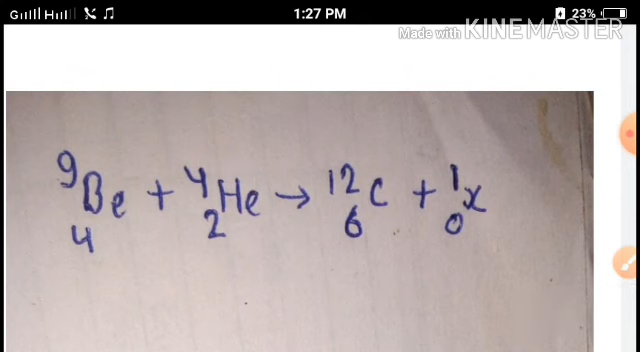 1:27 PM
23%
Made with KINEMASTER
⁹₄Be + ⁴₂He → ¹²₆C + ¹₀x